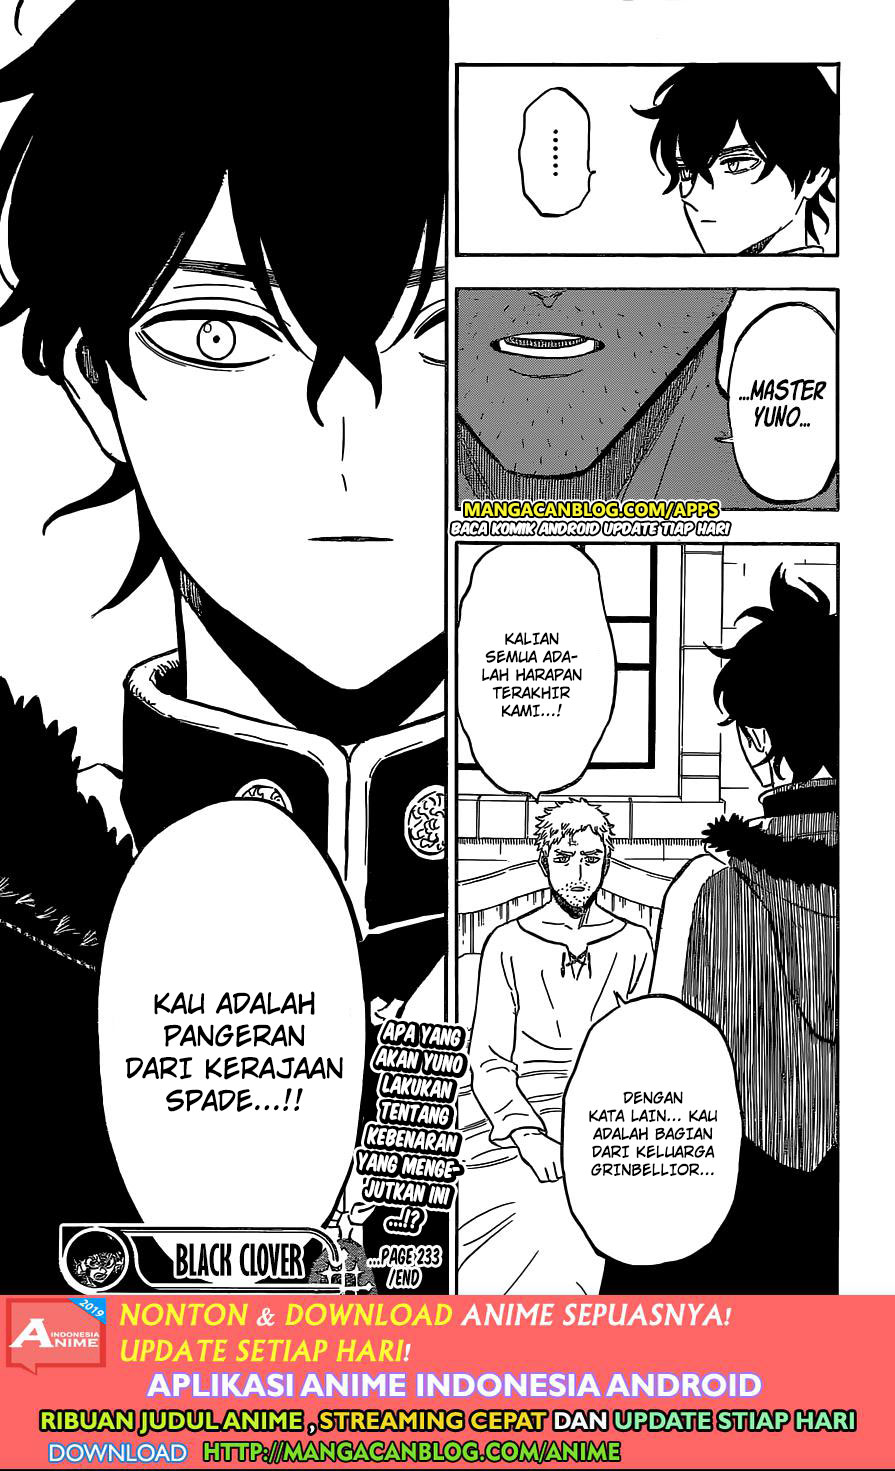 ......
...MASTER
YUNO...
MANGACANBLOG.COM/APPS
BACA KOMIK ANDROID UPDATE TIAP HARI
KALIAN
SEMUA ADA-
LAH HARAPAN
TERAKHIR
KAMI...!
DENGAN
KATA LAIN... KAU
ADALAH BAGIAN
DARI KELUARGA
GRINBELLIOR...
KAU ADALAH
PANGERAN
DARI KERAJAAN
SPADE...!!
APA YANG
AKAN YUNO
LAKUKAN
TENTANG
KEBENARAN
YANG MENGE-
JUTKAN INI
...!?
BLACK CLOVER
...PAGE 233
/END
2019
INDONESIA
ANIME
NONTON & DOWNLOAD ANIME SEPUASNYA!
UPDATE SETIAP HARI!
APLIKASI ANIME INDONESIA ANDROID
RIBUAN JUDUL ANIME , STREAMING CEPAT DAN UPDATE STIAP HARI
DOWNLOAD HTTP://MANGACANBLOG.COM/ANIME